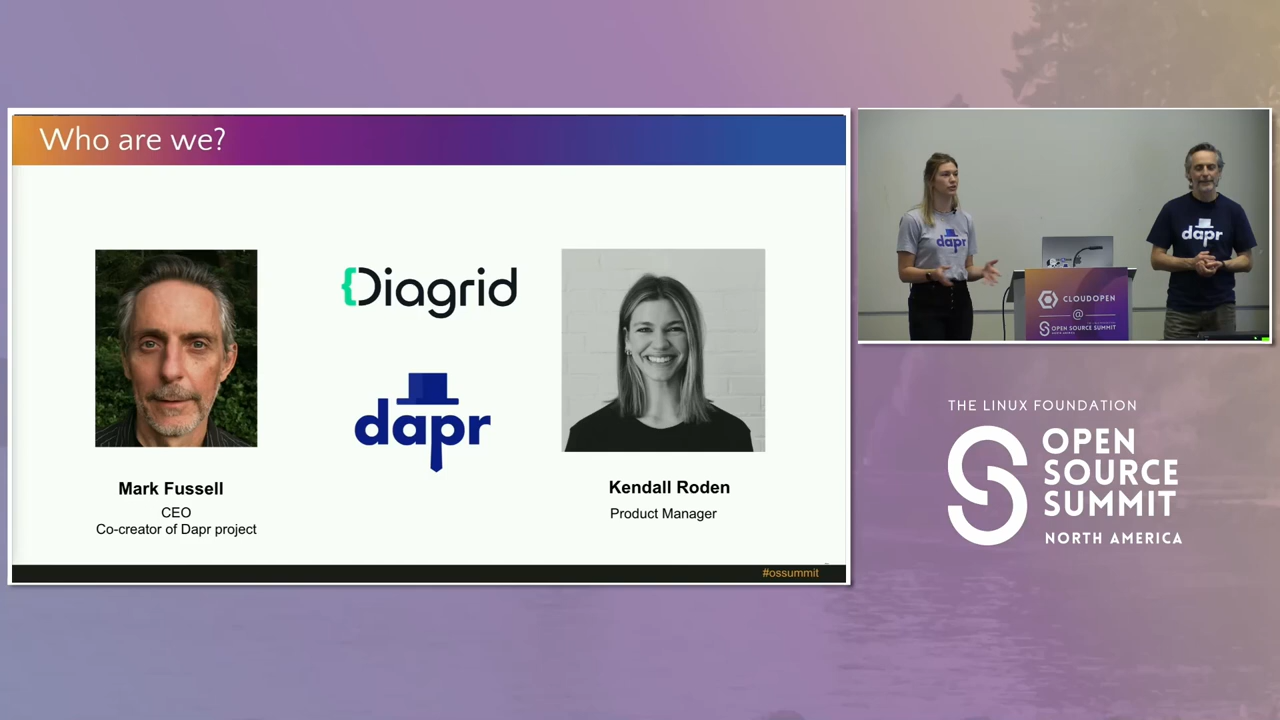 Who are we?
Diagrid
dapr
Mark Fussell
CEO
Co-creator of Dapr project
Kendall Roden
Product Manager
#ossummit
dapr
dapr
CLOUDOPEN
@
OPEN SOURCE SUMMIT
THE LINUX FOUNDATION
OPEN
SOURCE
SUMMIT
NORTH AMERICA